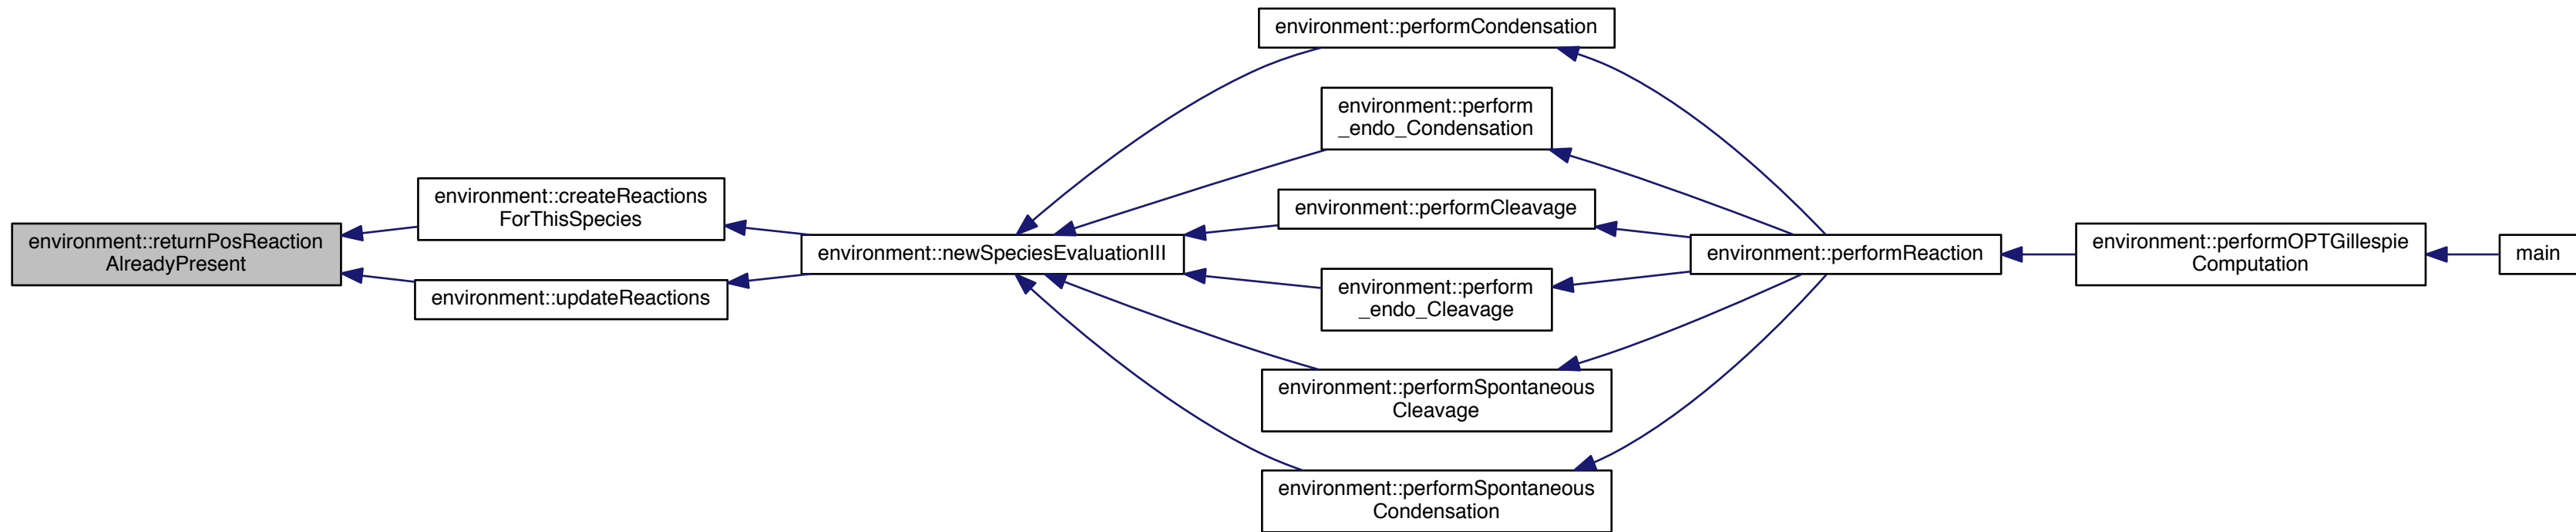 environment::returnPosReaction
AlreadyPresent
environment::createReactions
ForThisSpecies
environment::updateReactions
environment::newSpeciesEvaluationIII
environment::performCondensation
environment::perform
_endo_Condensation
environment::performCleavage
environment::perform
_endo_Cleavage
environment::performSpontaneous
Cleavage
environment::performSpontaneous
Condensation
environment::performReaction
environment::performOPTGillespie
Computation
main